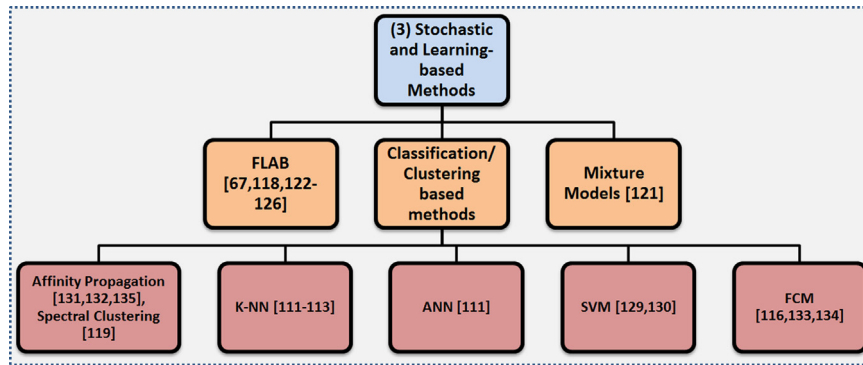 (3) Stochastic
and Learning-
based
Methods
FLAB
[67,118,122-
126]
Classification/
Clustering
based
methods
Mixture
Models [121]
Affinity Propagation
[131,132,135],
Spectral Clustering
[119]
K-NN [111-113]
ANN [111]
SVM [129,130]
FCM
[116,133,134]